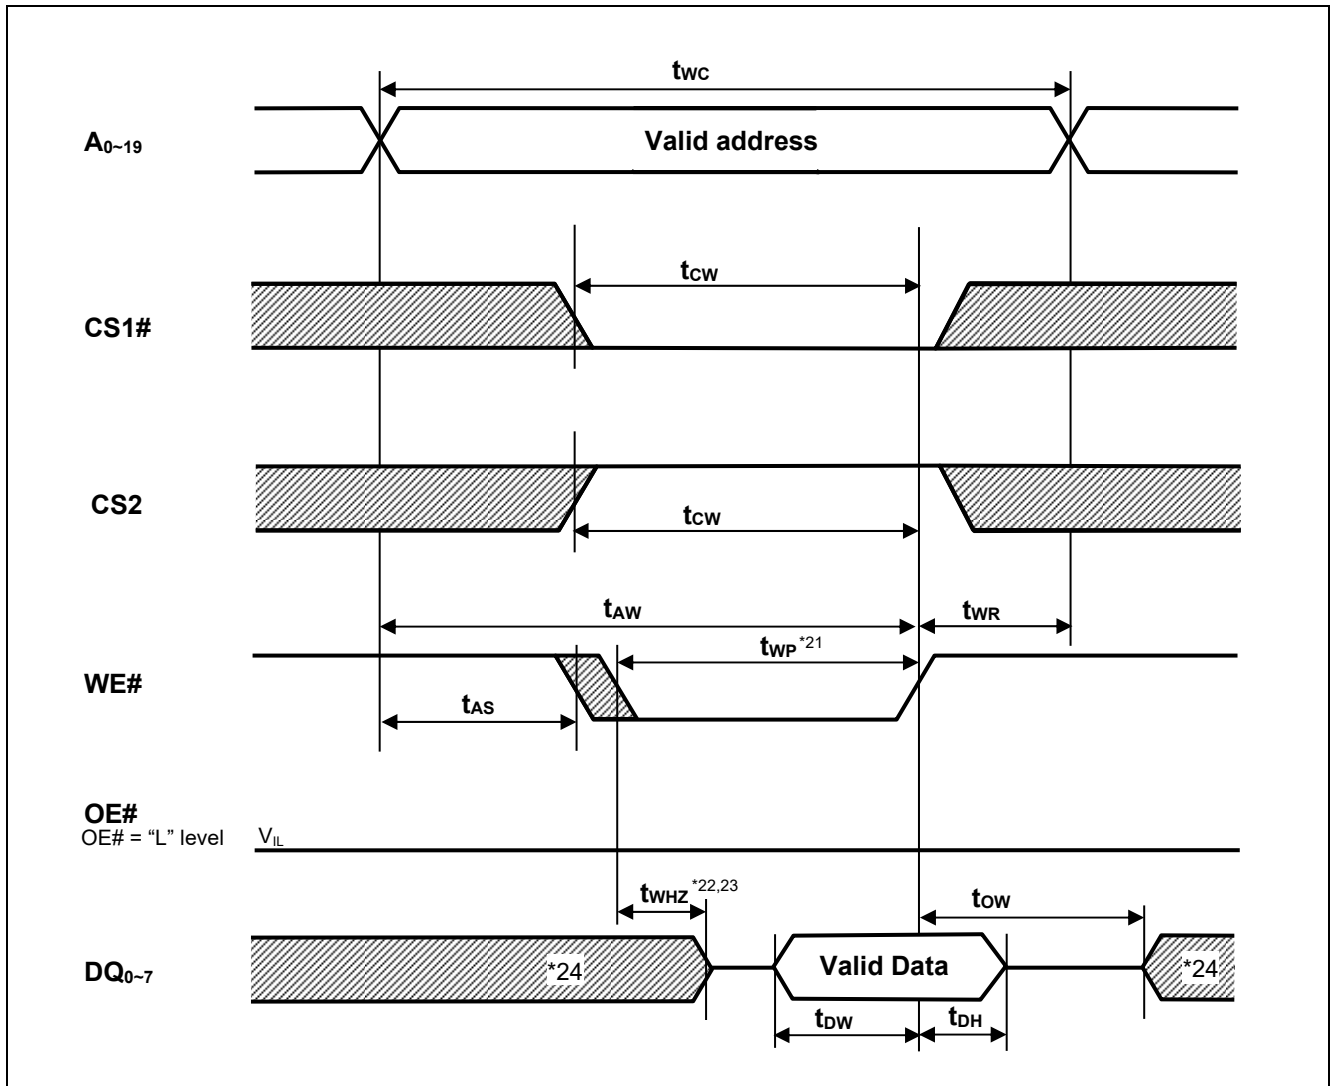 tWC
A0~19 Valid address
tCW
CS1#
CS2
tCW
tAW tWR
tWP *21
WE#
tAS
OE#
OE# = “L” level VIL
tWHZ *22,23 tOW
DQ0~7 *24 Valid Data *24
tDW tDH